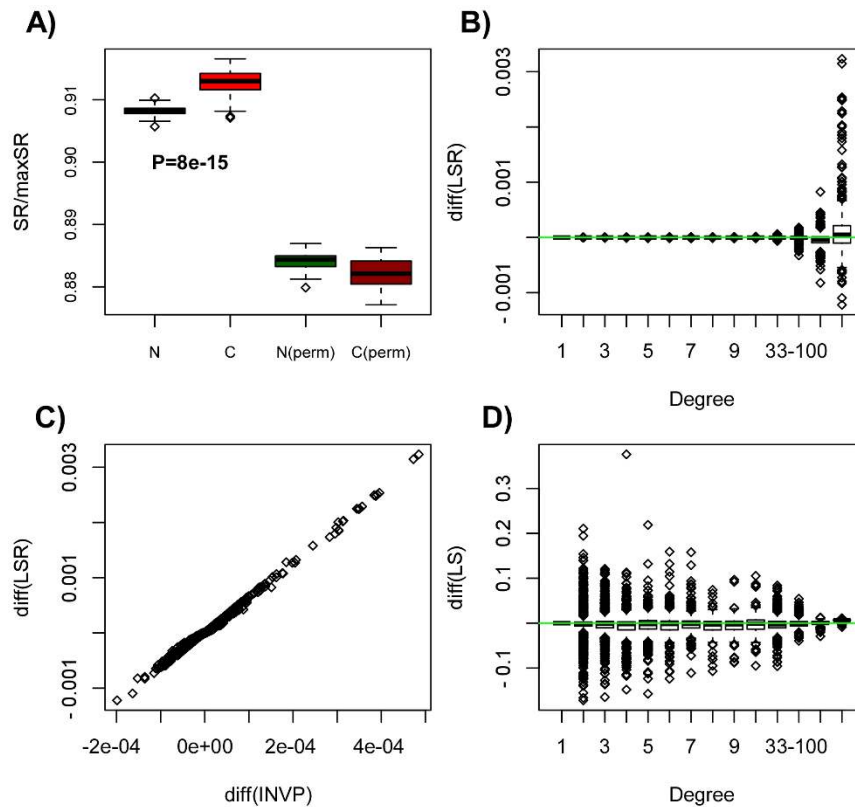 A)
SR/maxSR
0.91
0.90
0.89
0.88
P=8e-15
N
C
N(perm)
C(perm)
B)
diff(LSR)
0.003
0.001
- 0.001
1 3 5 7 9 33-100
Degree
C)
diff(LSR)
0.003
0.001
- 0.001
-2e-04 0e+00 2e-04 4e-04
diff(INVP)
D)
diff(LS)
0.3
0.2
0.1
- 0.1
1 3 5 7 9 33-100
Degree